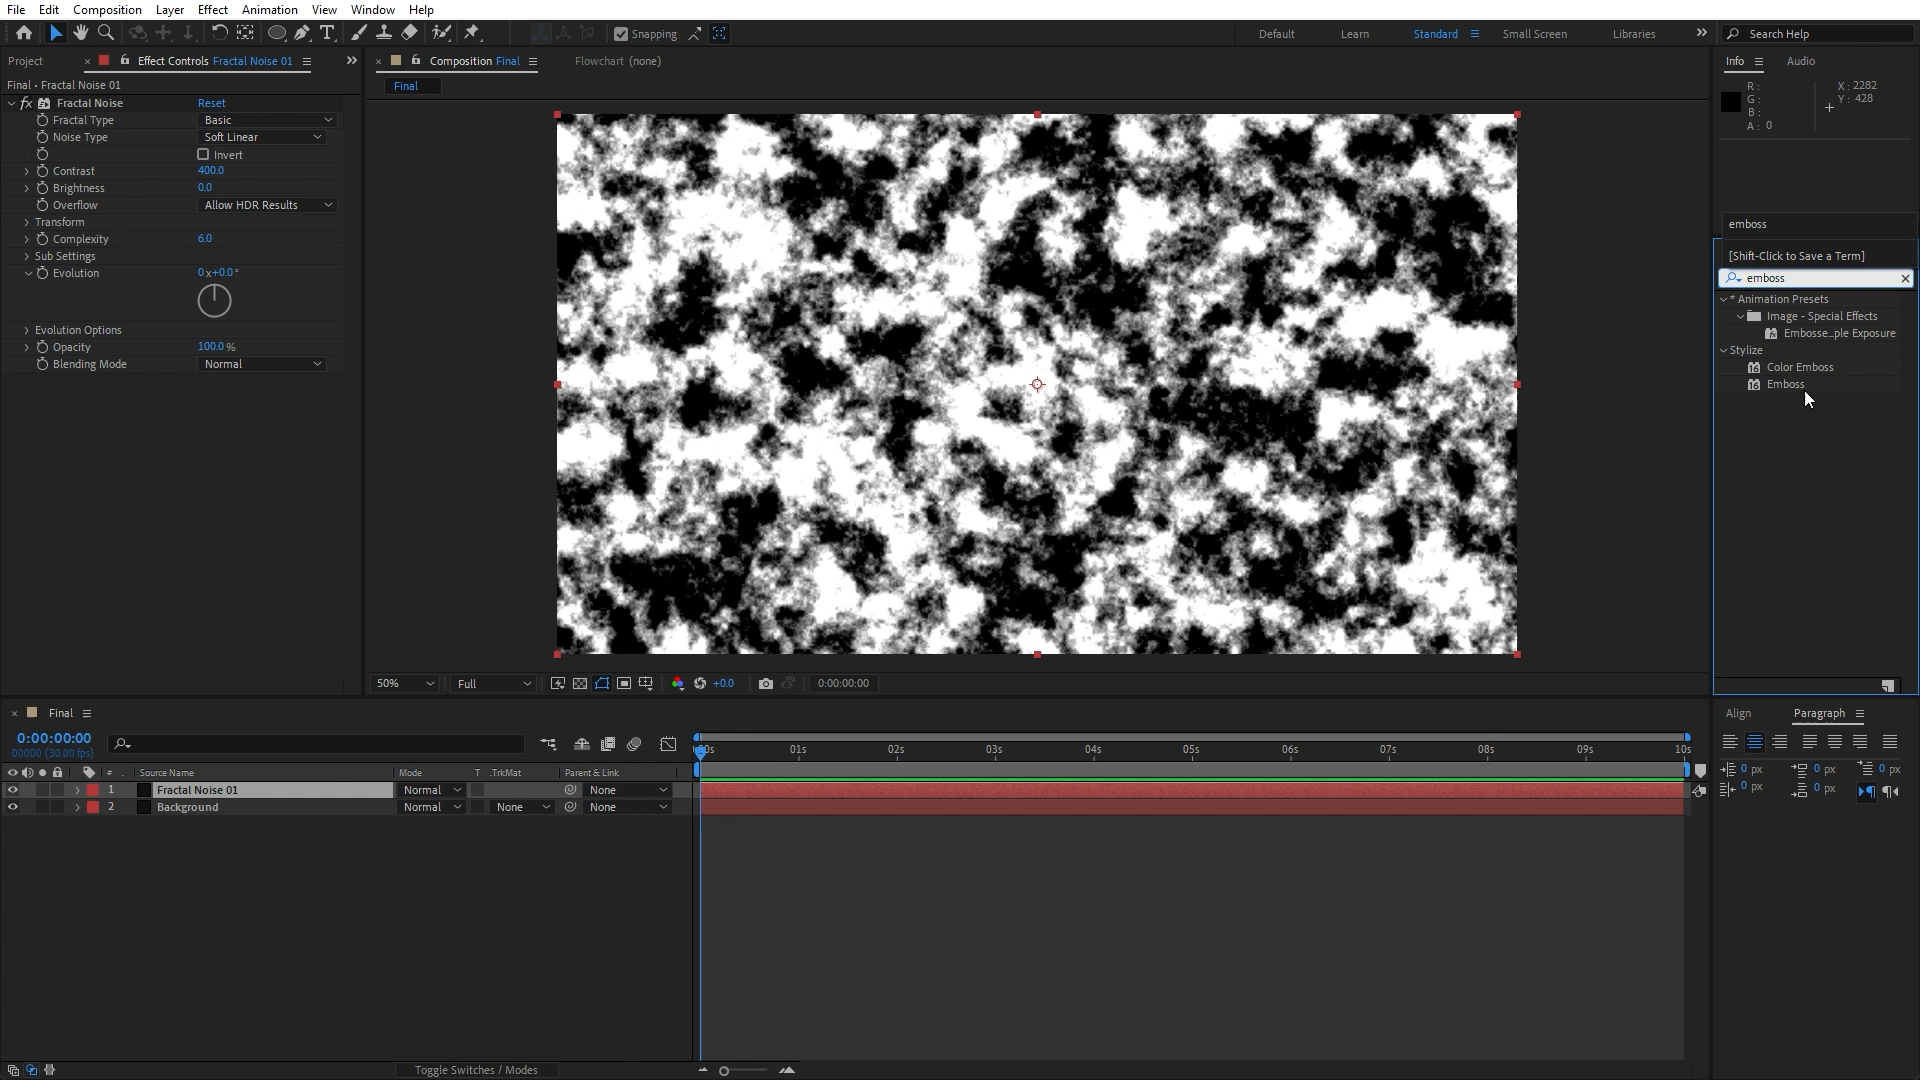 File Edit Composition Layer Effect Animation View Window Help
Snapping Default Learn Standard Small Screen Libraries » Search Help
Project × Effect Controls Fractal Noise 01 » × Composition Final Flowchart (none) Info Audio
Final • Fractal Noise 01
Final
R :
G :
B :
A : 0
X : 2282
Y : 428
fx Fractal Noise Reset
Fractal Type Basic
Noise Type Soft Linear
Invert
Contrast 400.0
Brightness 0.0
Overflow Allow HDR Results
Transform
Complexity 6.0
Sub Settings
Evolution 0x+0.0°
Evolution Options
Opacity 100.0 %
Blending Mode Normal
emboss
[Shift-Click to Save a Term]
emboss ×
* Animation Presets
Image - Special Effects
Embosse...ple Exposure
Stylize
Color Emboss
Emboss
50% Full +0.0 0:00:00:00
× Final
0:00:00:00
00000 (30.00 fps)
01s 02s 03s 04s 05s 06s 07s 08s 09s 10s
# Source Name Mode T .TrkMat Parent & Link
1 Fractal Noise 01 Normal None
2 Background Normal None None
Toggle Switches / Modes
Align Paragraph
0 px 0 px 0 px
0 px 0 px